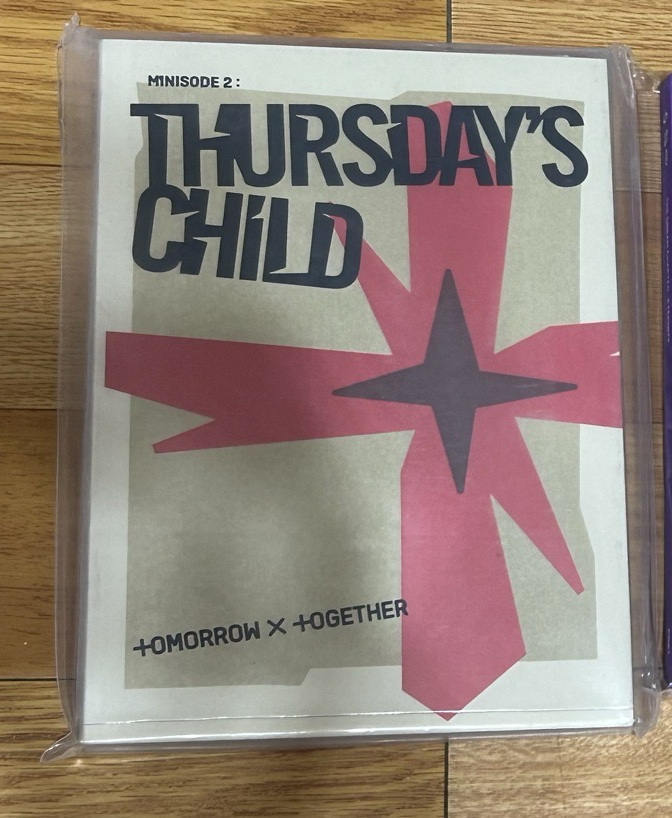 MINISODE 2:
THURSDAY'S
CHiLD
tOMORROW X tOGETHER